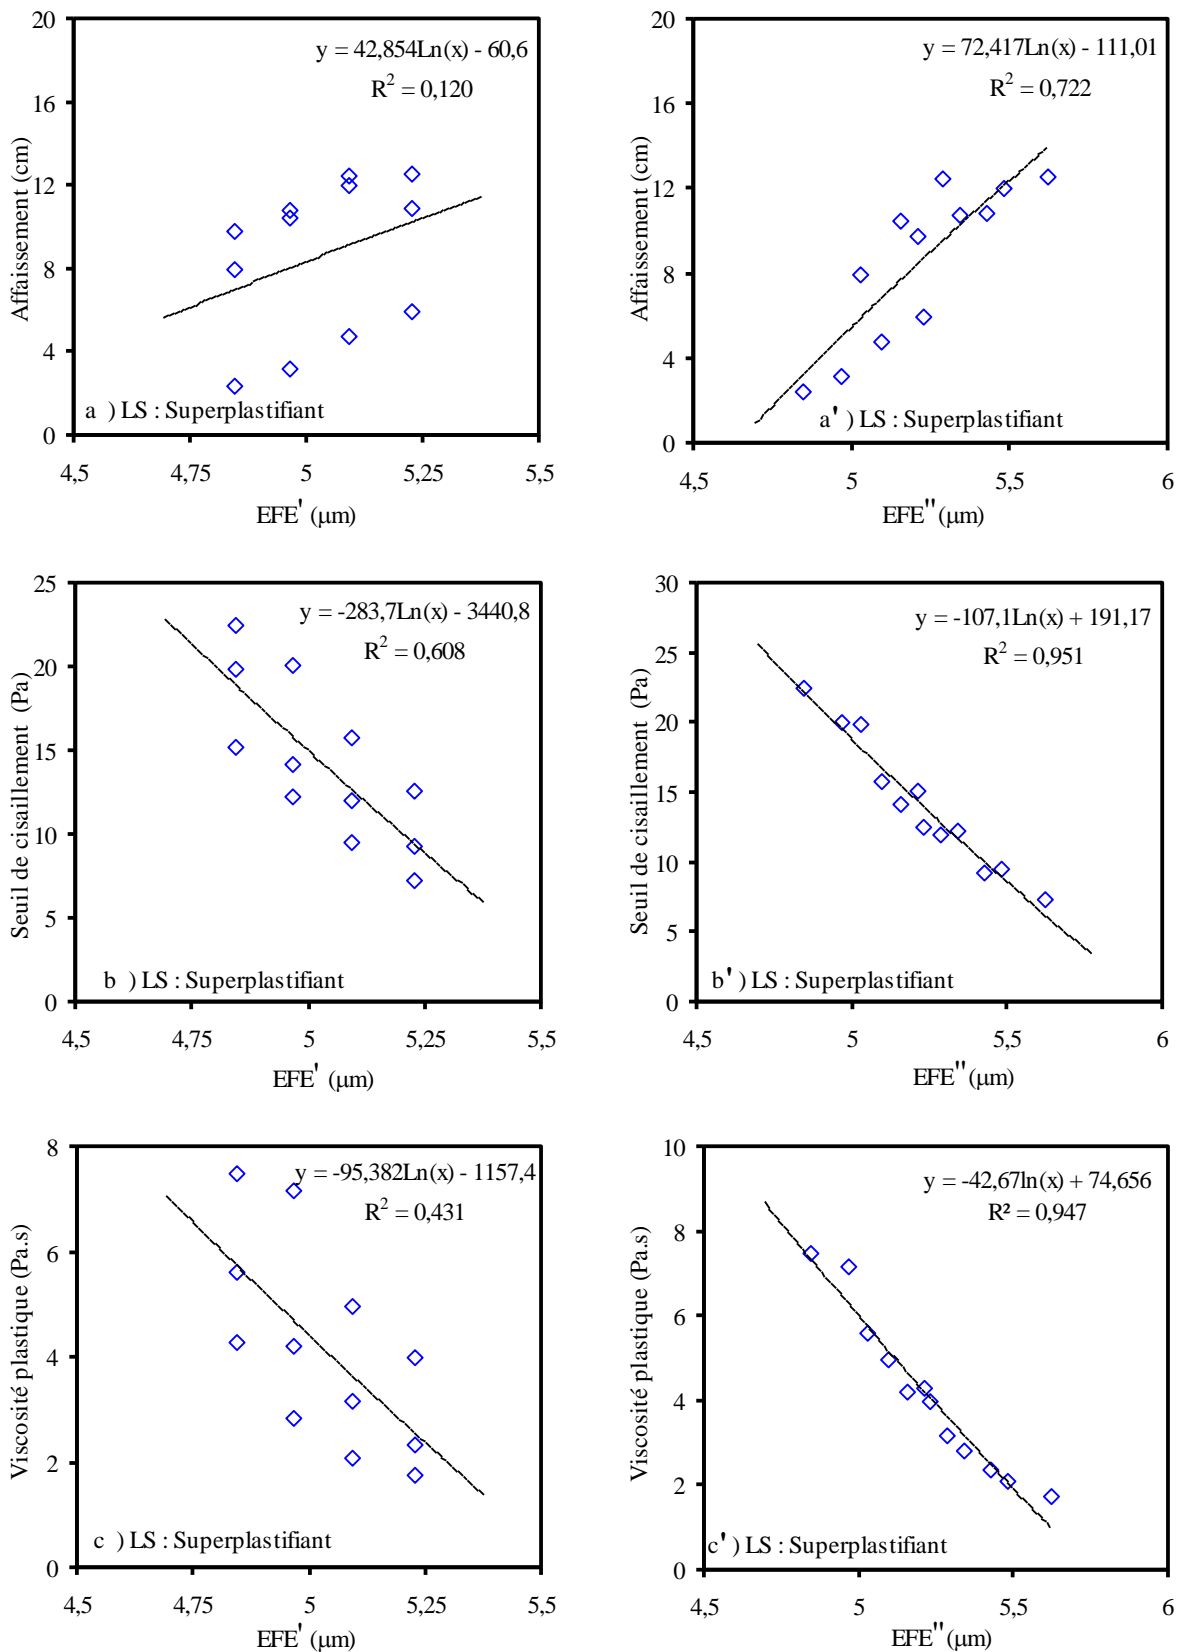 20
16
12
8
4
0
Affaissement (cm)
y = 42,854Ln(x) - 60,6
R² = 0,120
a ) LS : Superplastifiant
4,5 4,75 5 5,25 5,5
EFE' (μm)
20
16
12
8
4
0
Affaissement (cm)
y = 72,417Ln(x) - 111,01
R² = 0,722
a' ) LS : Superplastifiant
4,5 5 5,5 6
EFE'' (μm)
25
20
15
10
5
0
Seuil de cisaillement (Pa)
y = -283,7Ln(x) - 3440,8
R² = 0,608
b ) LS : Superplastifiant
4,5 4,75 5 5,25 5,5
EFE' (μm)
30
25
20
15
10
5
0
Seuil de cisaillement (Pa)
y = -107,1Ln(x) + 191,17
R² = 0,951
b' ) LS : Superplastifiant
4,5 5 5,5 6
EFE'' (μm)
8
6
4
2
0
Viscosité plastique (Pa.s)
y = -95,382Ln(x) - 1157,4
R² = 0,431
c ) LS : Superplastifiant
4,5 4,75 5 5,25 5,5
EFE' (μm)
10
8
6
4
2
0
Viscosité plastique (Pa.s)
y = -42,67ln(x) + 74,656
R² = 0,947
c' ) LS : Superplastifiant
4,5 5 5,5 6
EFE'' (μm)